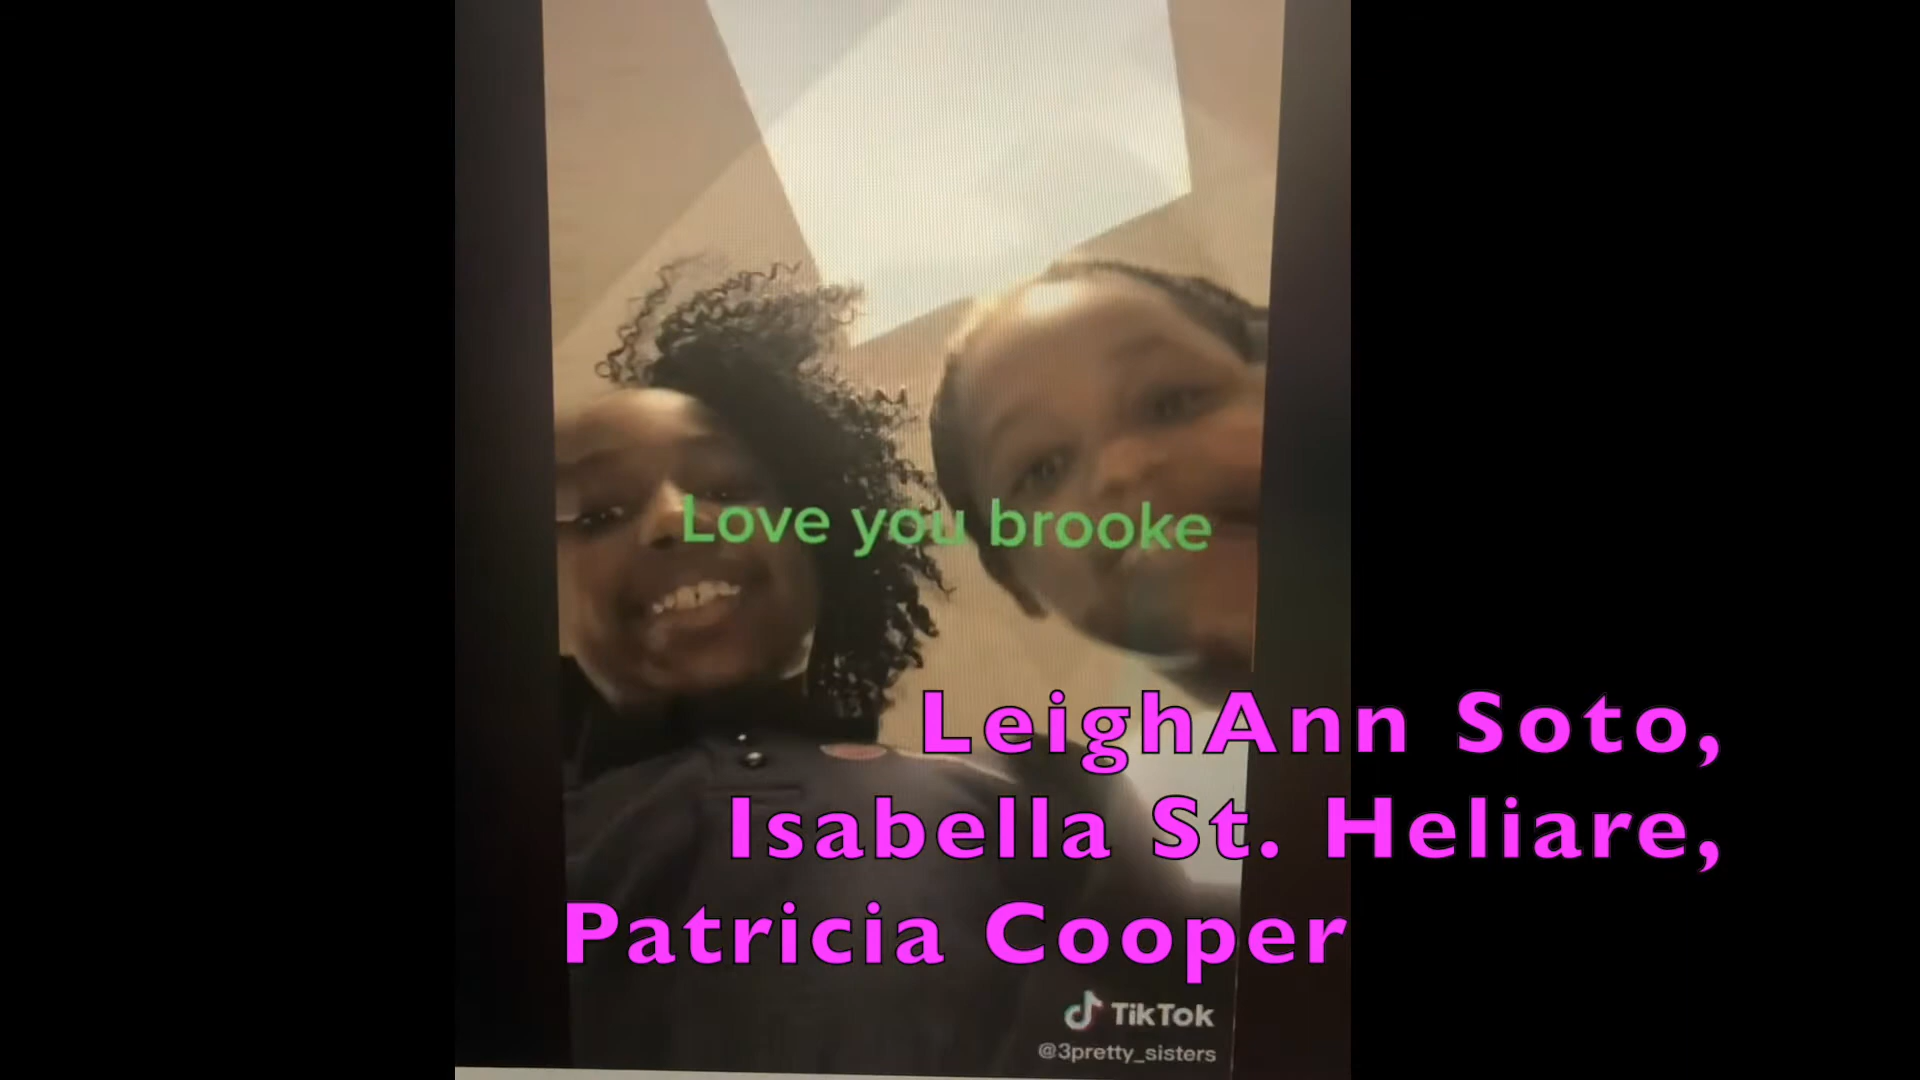 Love you brooke
LeighAnn Soto,
Isabella St. Heliare,
Patricia Cooper
TikTok
@3pretty_sisters